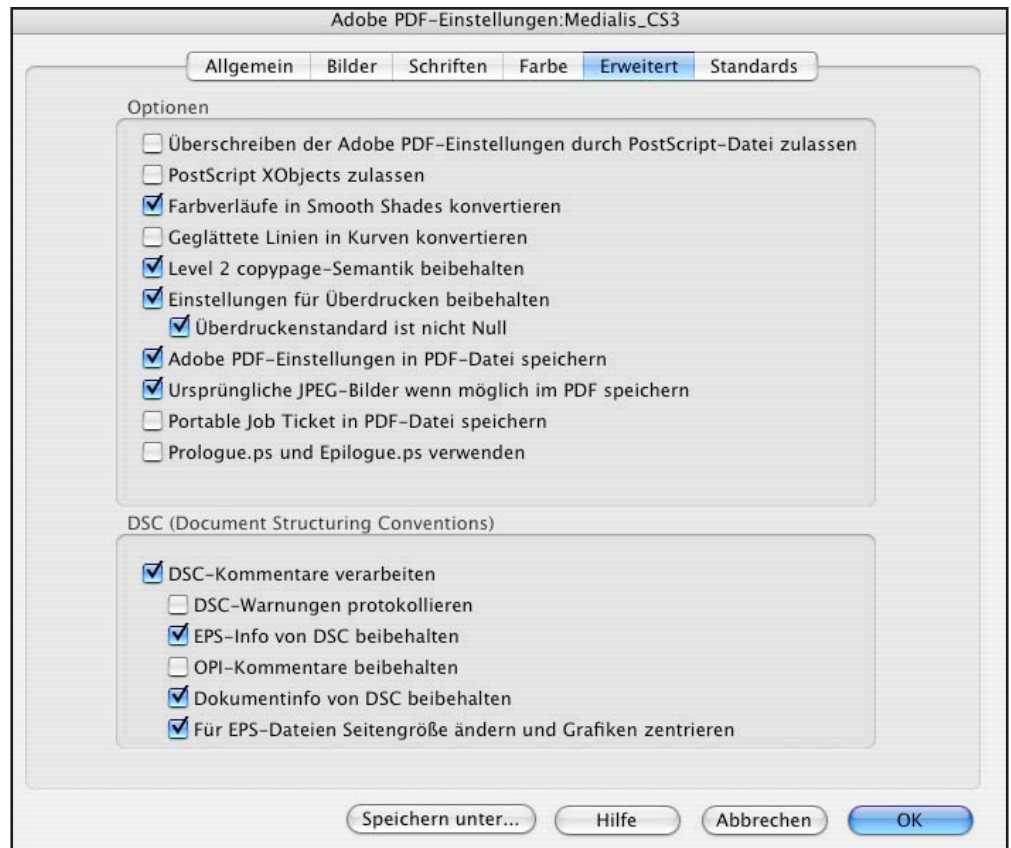 Adobe PDF-Einstellungen:Medialis_CS3
Allgemein Bilder Schriften Farbe Erweitert Standards
Optionen
Überschreiben der Adobe PDF-Einstellungen durch PostScript-Datei zulassen
PostScript XObjects zulassen
Farbverläufe in Smooth Shades konvertieren
Geglättete Linien in Kurven konvertieren
Level 2 copypage-Semantik beibehalten
Einstellungen für Überdrucken beibehalten
Überdruckenstandard ist nicht Null
Adobe PDF-Einstellungen in PDF-Datei speichern
Ursprüngliche JPEG-Bilder wenn möglich im PDF speichern
Portable Job Ticket in PDF-Datei speichern
Prologue.ps und Epilogue.ps verwenden
DSC (Document Structuring Conventions)
DSC-Kommentare verarbeiten
DSC-Warnungen protokollieren
EPS-Info von DSC beibehalten
OPI-Kommentare beibehalten
Dokumentinfo von DSC beibehalten
Für EPS-Dateien Seitengröße ändern und Grafiken zentrieren
Speichern unter... Hilfe Abbrechen OK